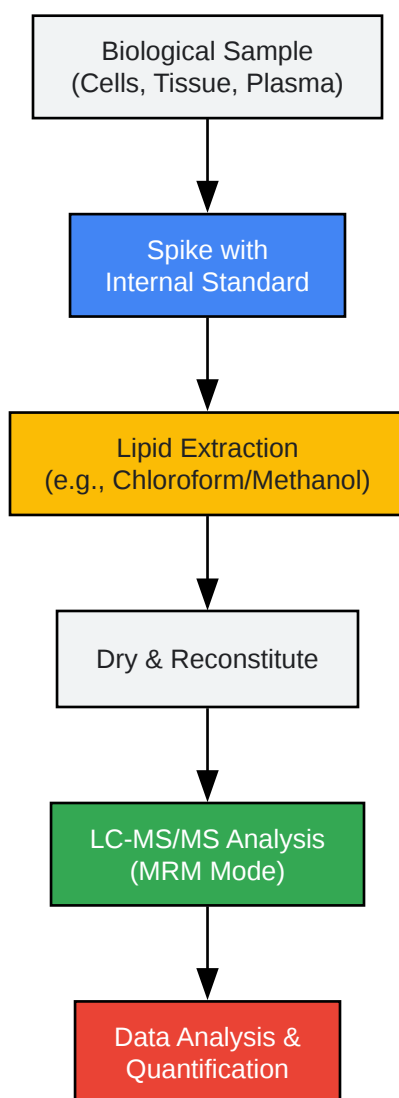 Biological Sample
(Cells, Tissue, Plasma)
Spike with
Internal Standard
Lipid Extraction
(e.g., Chloroform/Methanol)
Dry & Reconstitute
LC-MS/MS Analysis
(MRM Mode)
Data Analysis &
Quantification